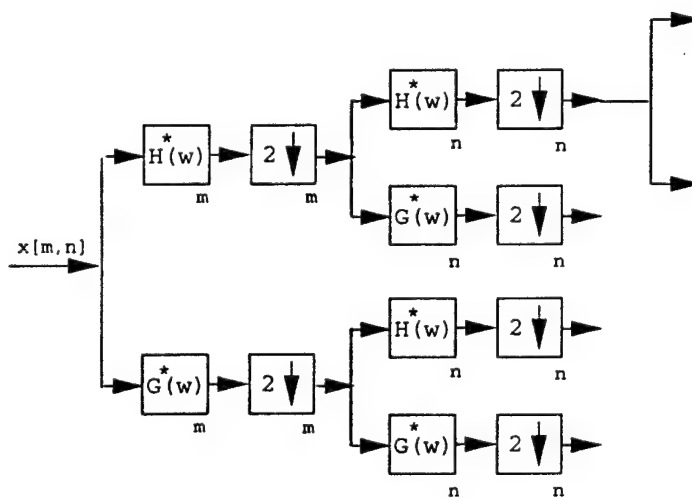 H*(w) 2↓ n n
H*(w) 2↓ m m
G*(w) 2↓ n n
x[m,n]
H*(w) 2↓ n n
G*(w) 2↓ m m
G*(w) 2↓ n n